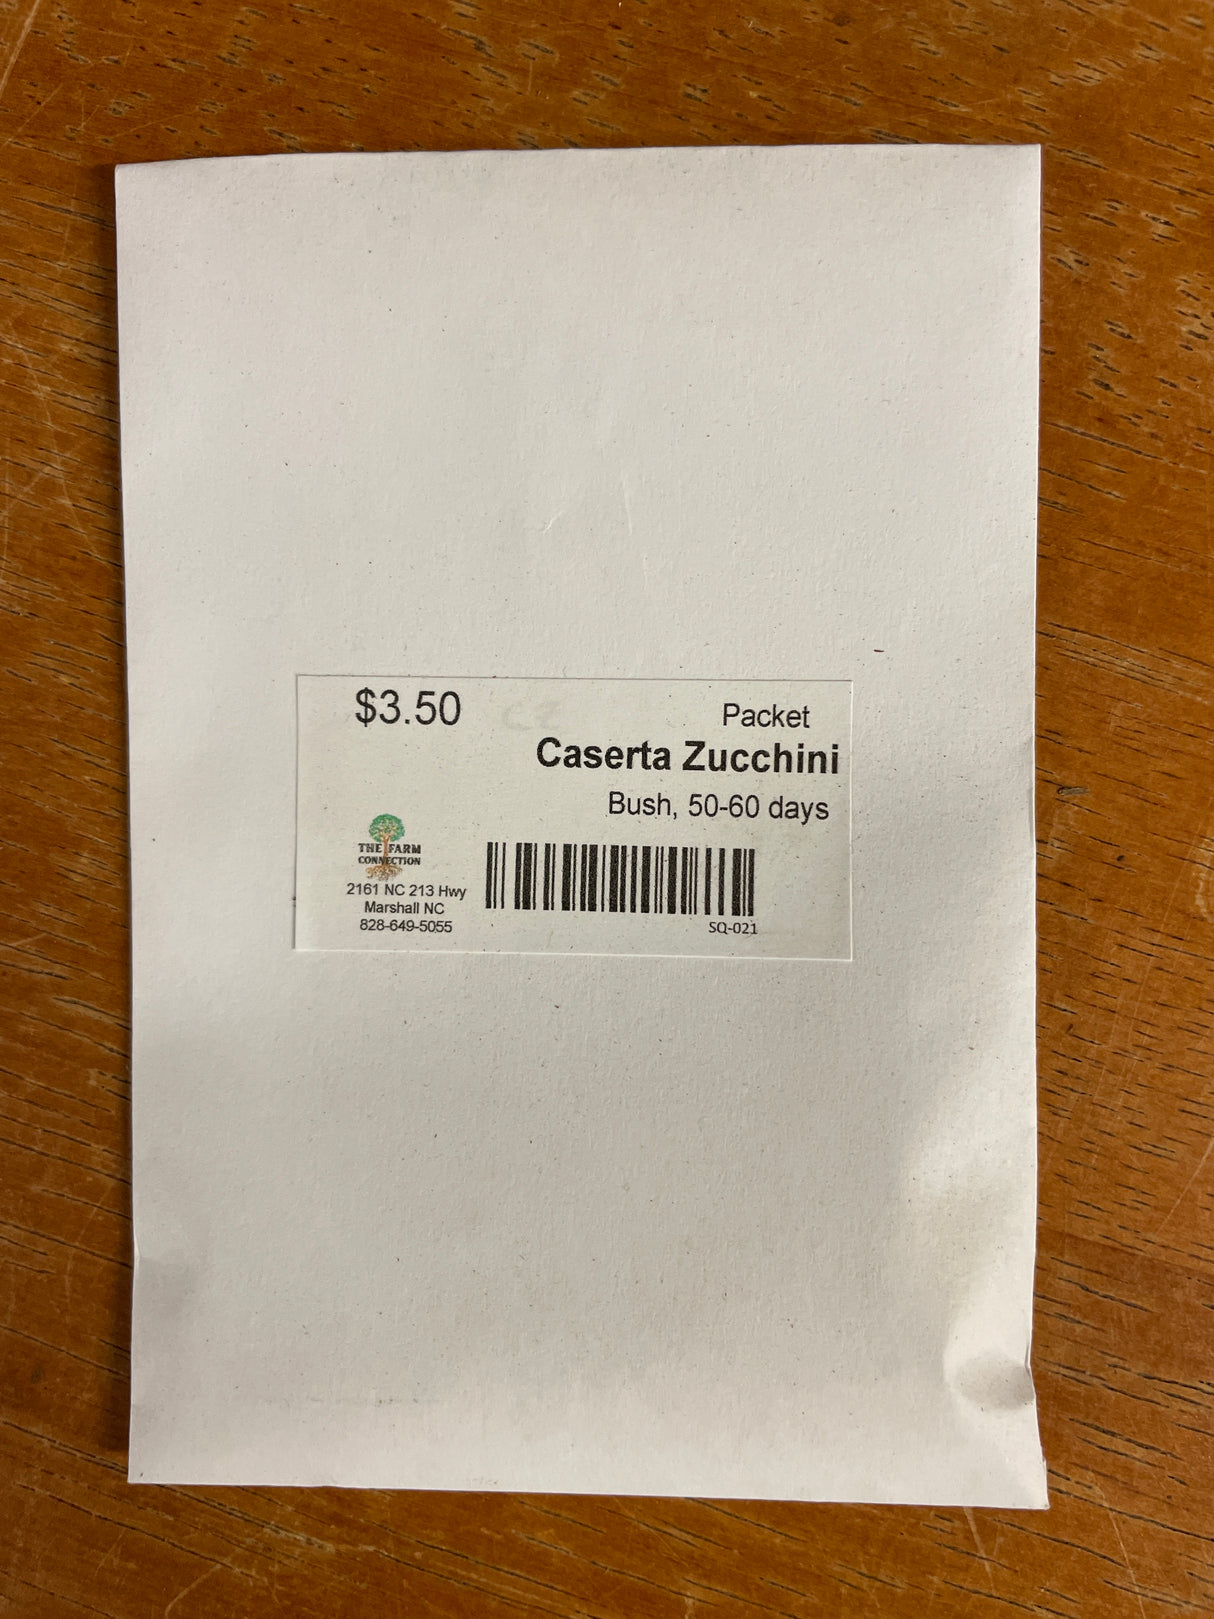 $3.50
Packet
Caserta Zucchini
Bush, 50-60 days
THE FARM
CONNECTION
2161 NC 213 Hwy
Marshall NC
828-649-5055
SQ-021